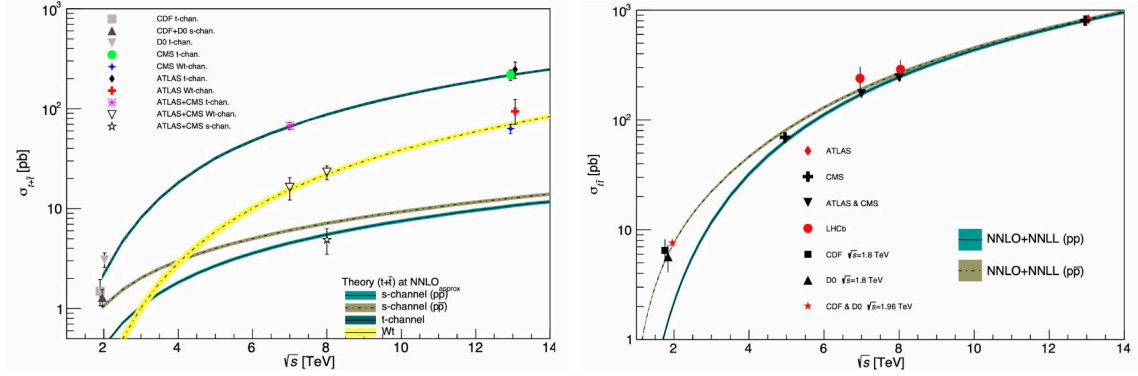 CDF t-chan.
CDF+D0 s-chan.
D0 t-chan.
CMS t-chan.
CMS Wt-chan.
ATLAS t-chan.
ATLAS Wt-chan.
ATLAS+CMS t-chan.
ATLAS+CMS Wt-chan.
ATLAS+CMS s-chan.
10³
10²
10
1
σ t+t̄ [pb]
Theory (t+t̄) at NNLO approx
s-channel (pp)
s-channel (pp̄)
t-channel
Wt
2 4 6 8 10 12 14
√s [TeV]
10³
10²
10
1
σ tt̄ [pb]
ATLAS
CMS
ATLAS & CMS
LHCb
CDF √s=1.8 TeV
D0 √s=1.8 TeV
CDF & D0 √s=1.96 TeV
NNLO+NNLL (pp)
NNLO+NNLL (pp̄)
2 4 6 8 10 12 14
√s [TeV]